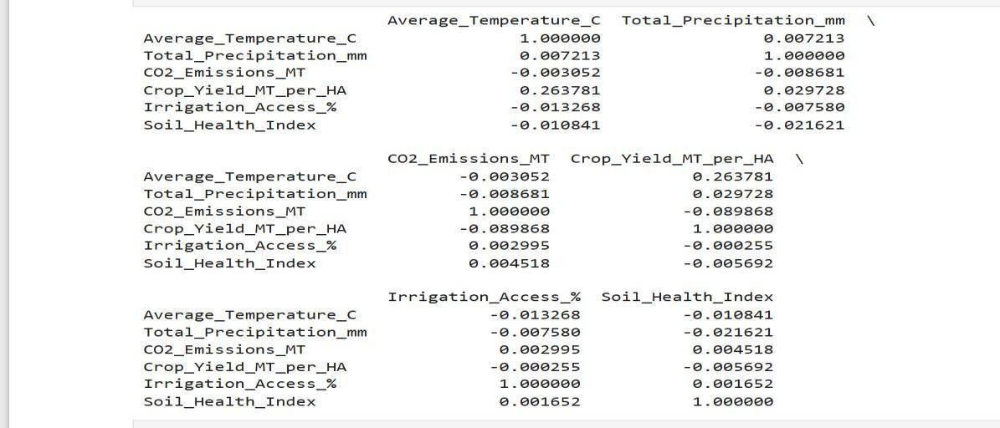 Average_Temperature_C Total_Precipitation_mm \
Average_Temperature_C 1.000000 0.007213
Total_Precipitation_mm 0.007213 1.000000
CO2_Emissions_MT -0.003052 -0.008681
Crop_Yield_MT_per_HA 0.263781 0.029728
Irrigation_Access_% -0.013268 -0.007580
Soil_Health_Index -0.010841 -0.021621
CO2_Emissions_MT Crop_Yield_MT_per_HA \
Average_Temperature_C -0.003052 0.263781
Total_Precipitation_mm -0.008681 0.029728
CO2_Emissions_MT 1.000000 -0.089868
Crop_Yield_MT_per_HA -0.089868 1.000000
Irrigation_Access_% 0.002995 -0.000255
Soil_Health_Index 0.004518 -0.005692
Irrigation_Access_% Soil_Health_Index
Average_Temperature_C -0.013268 -0.010841
Total_Precipitation_mm -0.007580 -0.021621
CO2_Emissions_MT 0.002995 0.004518
Crop_Yield_MT_per_HA -0.000255 -0.005692
Irrigation_Access_% 1.000000 0.001652
Soil_Health_Index 0.001652 1.000000